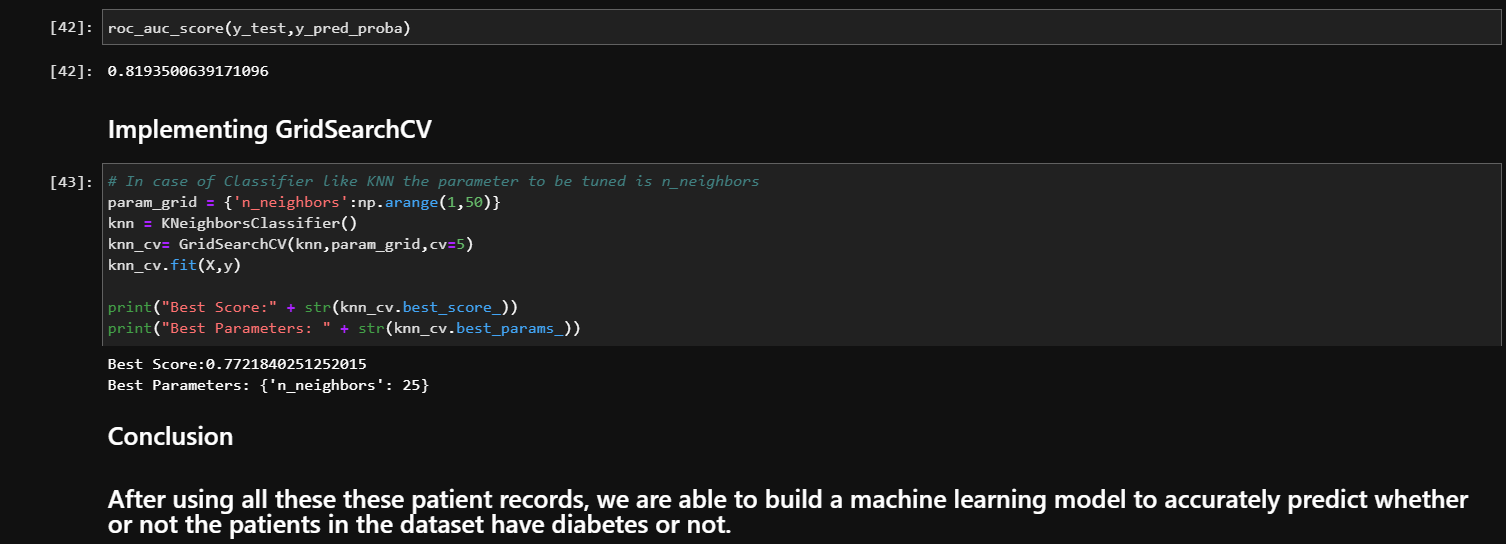 [42]: roc_auc_score(y_test,y_pred_proba)
[42]: 0.8193500639171096
Implementing GridSearchCV
[43]: # In case of Classifier like KNN the parameter to be tuned is n_neighbors
param_grid = {'n_neighbors':np.arange(1,50)}
knn = KNeighborsClassifier()
knn_cv= GridSearchCV(knn,param_grid,cv=5)
knn_cv.fit(X,y)
print("Best Score:" + str(knn_cv.best_score_))
print("Best Parameters: " + str(knn_cv.best_params_))
Best Score:0.7721840251252015
Best Parameters: {'n_neighbors': 25}
Conclusion
After using all these these patient records, we are able to build a machine learning model to accurately predict whether
or not the patients in the dataset have diabetes or not.